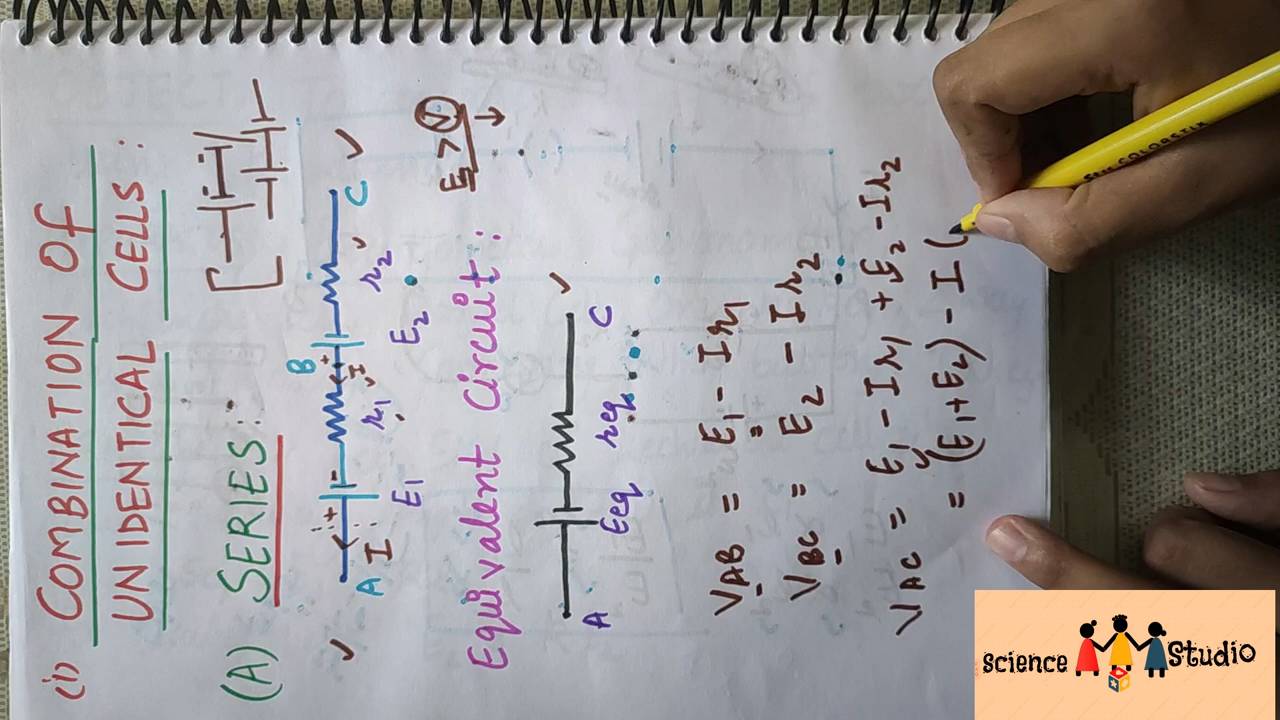 (i) COMBINATION Of
UNIDENTICAL CELLS:
(A) SERIES:
A B C
I + - I +
E1 r1 E2 r2
E > V
Equivalent Circuit:
A Eeq req C
VAB = E1 - Ir1
VBC = E2 - Ir2
VAC = E1 - Ir1 + E2 - Ir2
= (E1+E2) - I (
Science Studio